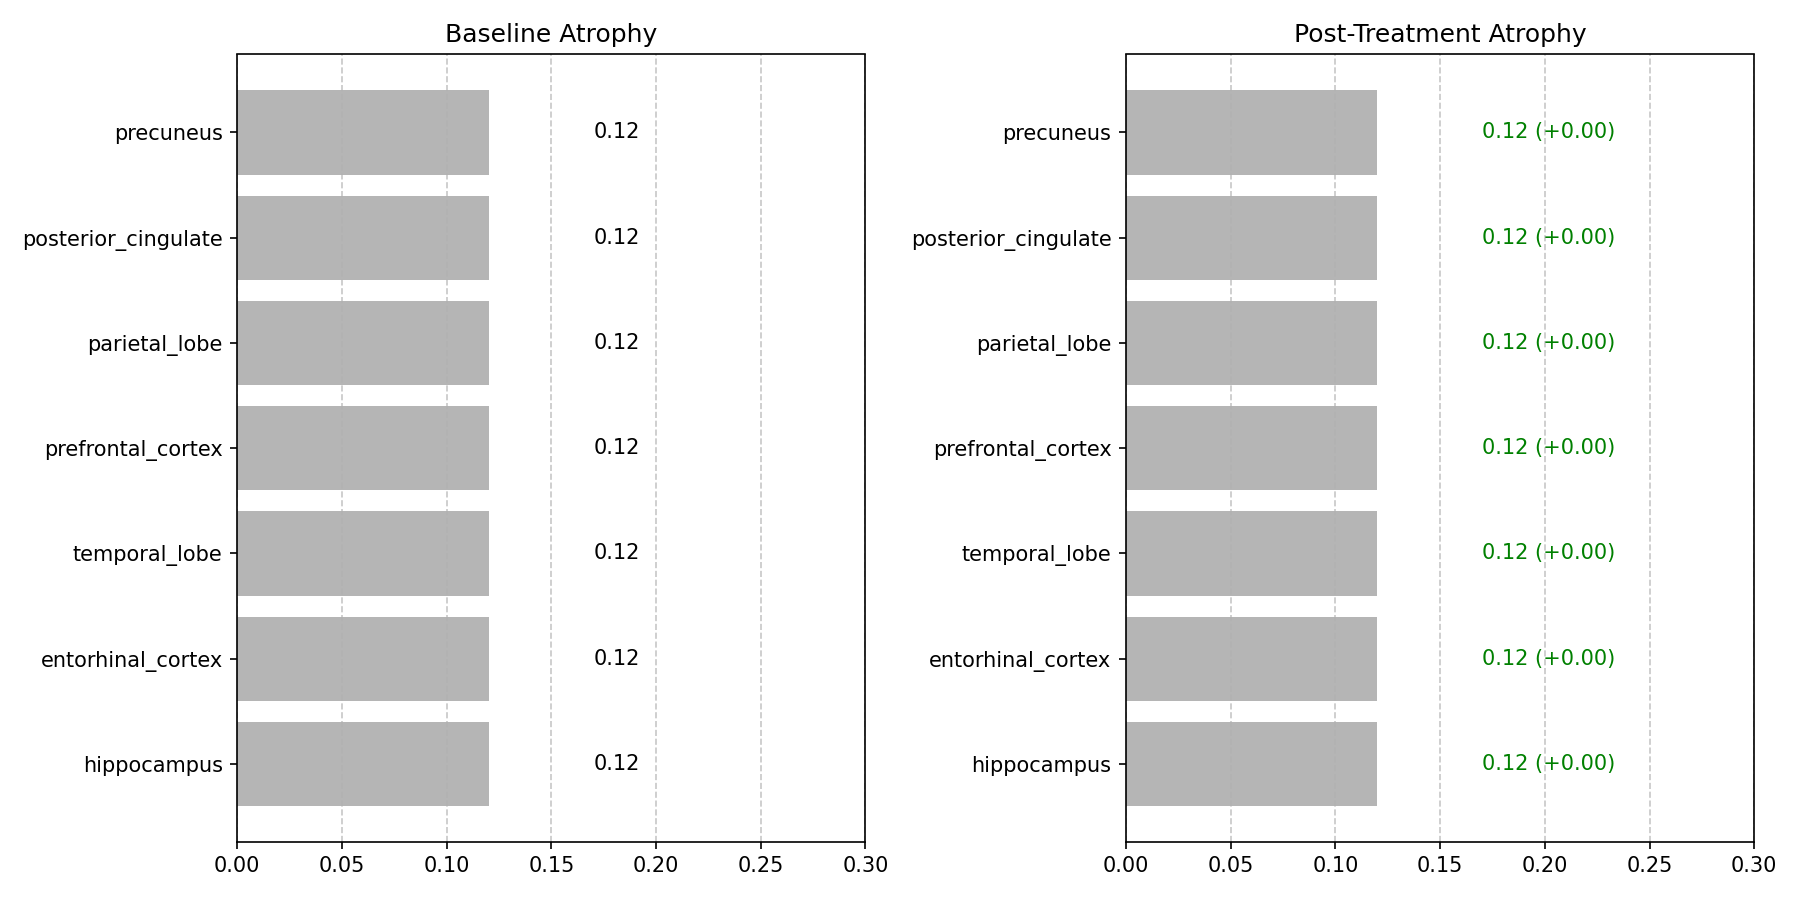 Baseline Atrophy
precuneus 0.12
posterior_cingulate 0.12
parietal_lobe 0.12
prefrontal_cortex 0.12
temporal_lobe 0.12
entorhinal_cortex 0.12
hippocampus 0.12
0.00 0.05 0.10 0.15 0.20 0.25 0.30
Post-Treatment Atrophy
precuneus 0.12 (+0.00)
posterior_cingulate 0.12 (+0.00)
parietal_lobe 0.12 (+0.00)
prefrontal_cortex 0.12 (+0.00)
temporal_lobe 0.12 (+0.00)
entorhinal_cortex 0.12 (+0.00)
hippocampus 0.12 (+0.00)
0.00 0.05 0.10 0.15 0.20 0.25 0.30